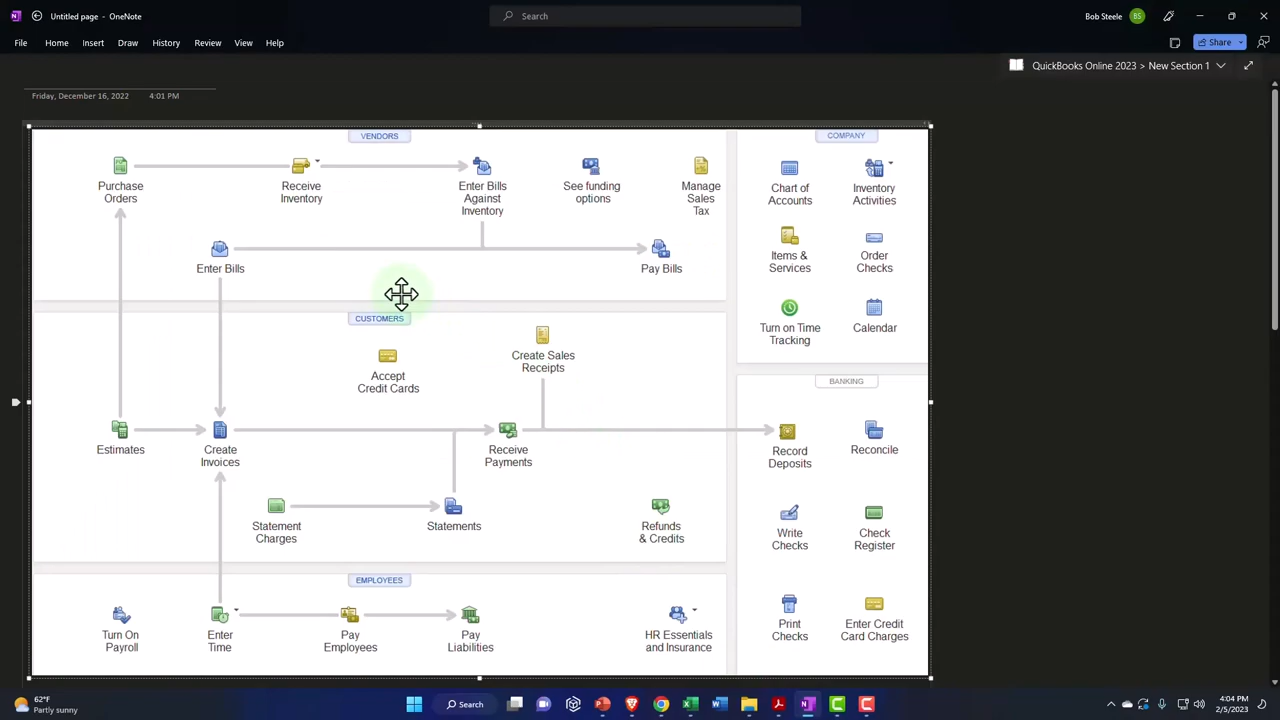 Untitled page - OneNote
Search
Bob Steele
BS
File
Home
Insert
Draw
History
Review
View
Help
Share
QuickBooks Online 2023 > New Section 1
Friday, December 16, 2022
4:01 PM
VENDORS
Purchase
Orders
Receive
Inventory
Enter Bills
Against
Inventory
See funding
options
Manage
Sales
Tax
Enter Bills
Pay Bills
CUSTOMERS
Accept
Credit Cards
Create Sales
Receipts
Estimates
Create
Invoices
Receive
Payments
Statement
Charges
Statements
Refunds
& Credits
EMPLOYEES
Turn On
Payroll
Enter
Time
Pay
Employees
Pay
Liabilities
HR Essentials
and Insurance
COMPANY
Chart of
Accounts
Inventory
Activities
Items &
Services
Order
Checks
Turn on Time
Tracking
Calendar
BANKING
Record
Deposits
Reconcile
Write
Checks
Check
Register
Print
Checks
Enter Credit
Card Charges
62°F
Partly sunny
Search
4:04 PM
2/5/2023